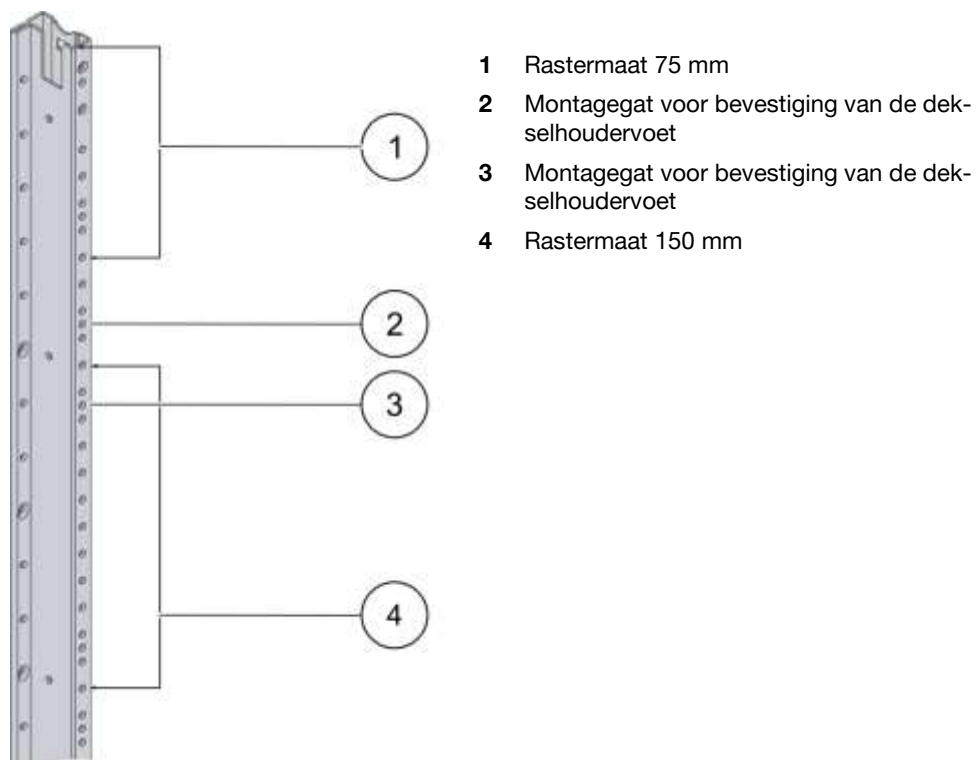 1 Rastermaat 75 mm
2 Montagegat voor bevestiging van de dek-
selhoudervoet
3 Montagegat voor bevestiging van de dek-
selhoudervoet
4 Rastermaat 150 mm
1
2
3
4